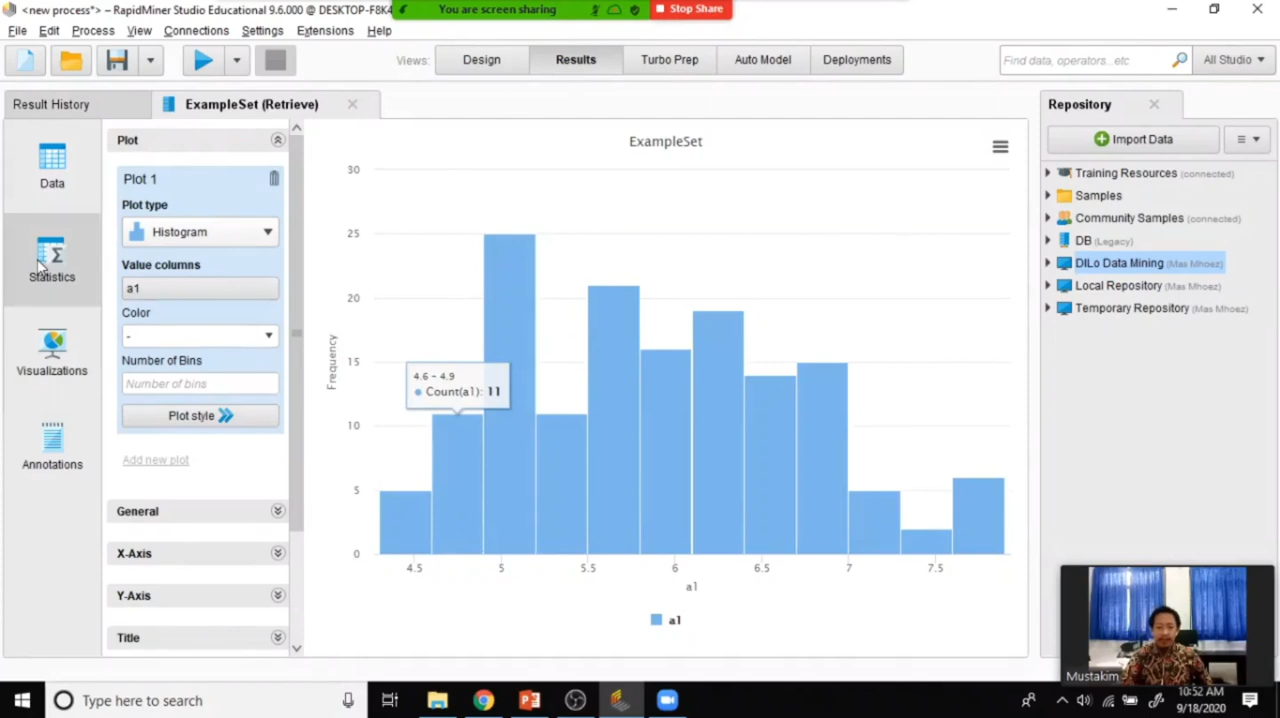 <new process*> – RapidMiner Studio Educational 9.6.000 @ DESKTOP-F8K4
You are screen sharing
Stop Share
File Edit Process View Connections Settings Extensions Help
Views: Design Results Turbo Prep Auto Model Deployments
Find data, operators...etc
All Studio
Result History
ExampleSet (Retrieve)
Data
Statistics
Visualizations
Annotations
Plot
Plot 1
Plot type
Histogram
Value columns
a1
Color
-
Number of Bins
Number of bins
Plot style
Add new plot
General
X-Axis
Y-Axis
Title
ExampleSet
30
25
20
15
10
5
0
Frequency
4.6 – 4.9
Count(a1): 11
4.5 5 5.5 6 6.5 7 7.5
a1
a1
Repository
Import Data
Training Resources (connected)
Samples
Community Samples (connected)
DB (Legacy)
DILo Data Mining (Mas Mhoez)
Local Repository (Mas Mhoez)
Temporary Repository (Mas Mhoez)
Mustakim
Type here to search
10:52 AM
9/18/2020